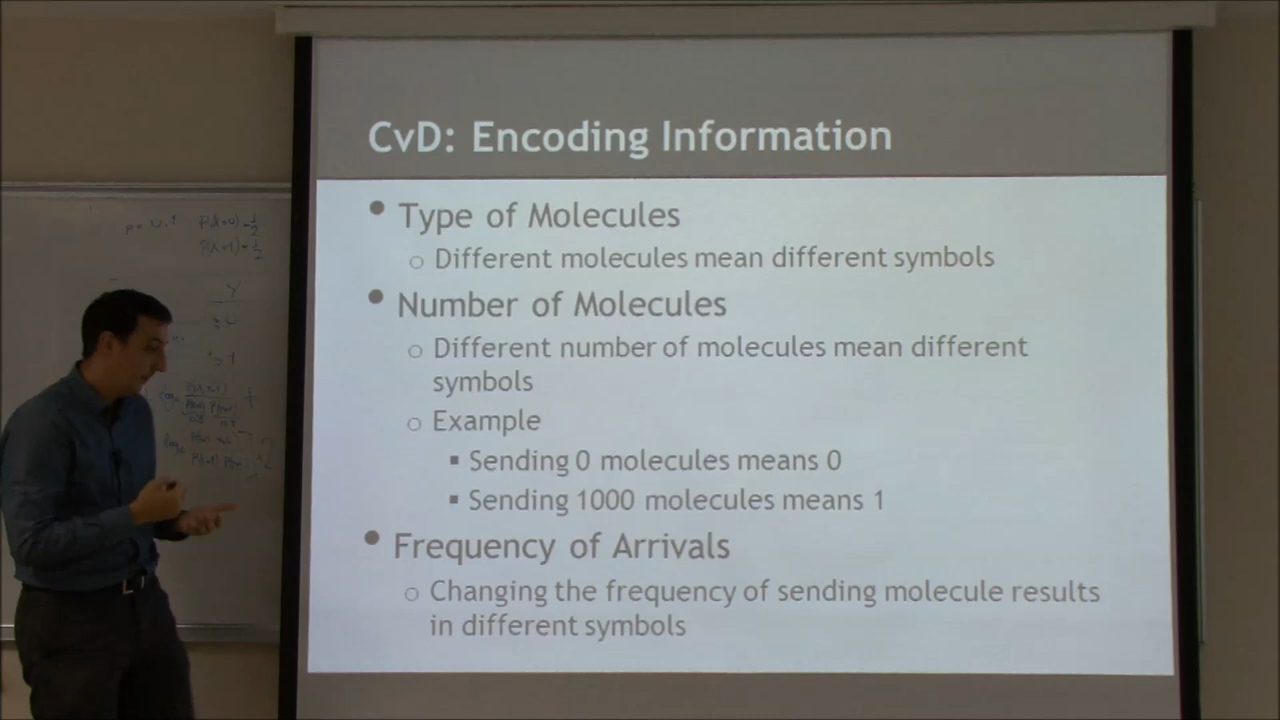 CvD: Encoding Information
• Type of Molecules
○ Different molecules mean different symbols
• Number of Molecules
○ Different number of molecules mean different
symbols
○ Example
▪ Sending 0 molecules means 0
▪ Sending 1000 molecules means 1
• Frequency of Arrivals
○ Changing the frequency of sending molecule results
in different symbols
Y